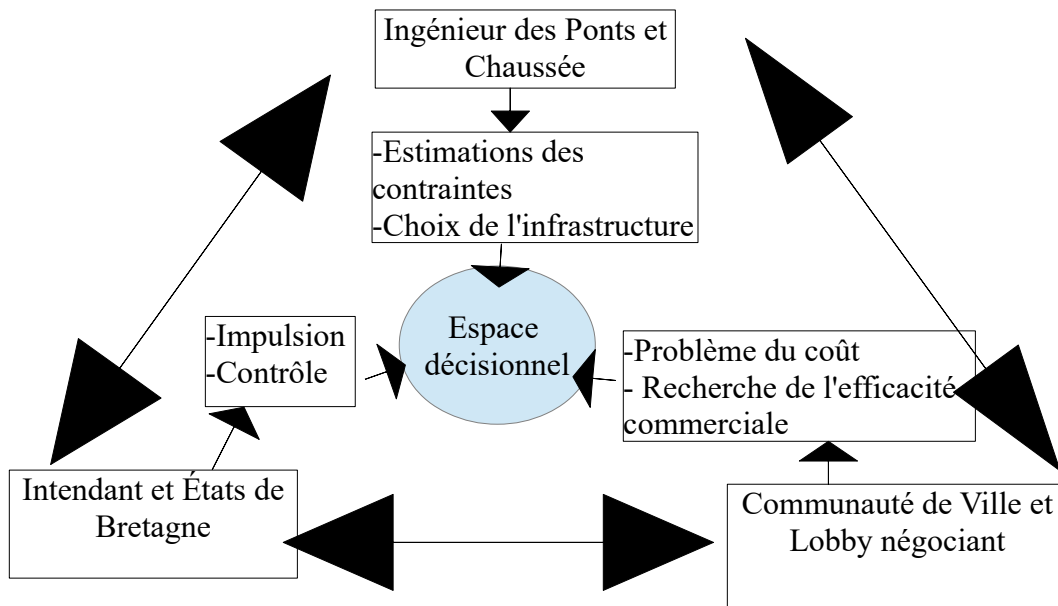 Ingénieur des Ponts et
Chaussée
-Estimations des
contraintes
-Choix de l'infrastructure
Espace
décisionnel
-Impulsion
-Contrôle
-Problème du coût
- Recherche de l'efficacité
commerciale
Intendant et États de
Bretagne
Communauté de Ville et
Lobby négociant